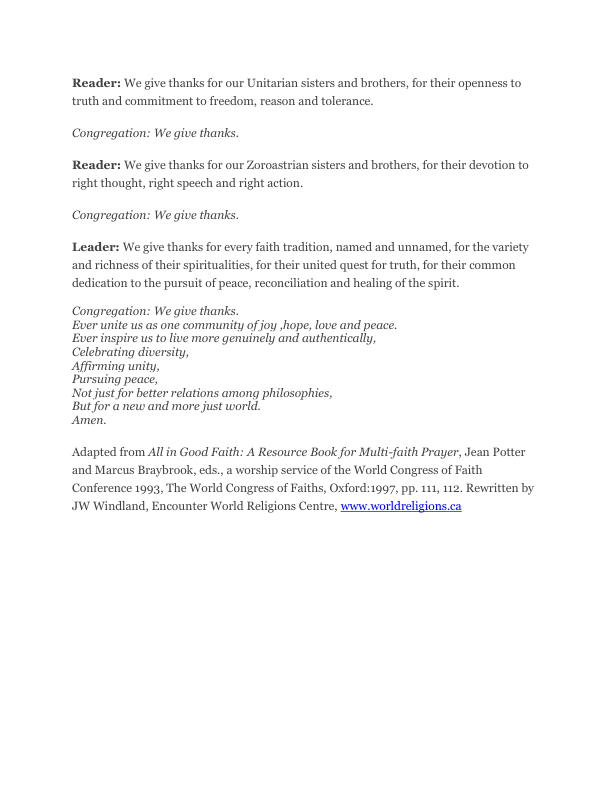 Reader: We give thanks for our Unitarian sisters and brothers, for their openness to
truth and commitment to freedom, reason and tolerance.
Congregation: We give thanks.
Reader: We give thanks for our Zoroastrian sisters and brothers, for their devotion to
right thought, right speech and right action.
Congregation: We give thanks.
Leader: We give thanks for every faith tradition, named and unnamed, for the variety
and richness of their spiritualities, for their united quest for truth, for their common
dedication to the pursuit of peace, reconciliation and healing of the spirit.
Congregation: We give thanks.
Ever unite us as one community of joy ,hope, love and peace.
Ever inspire us to live more genuinely and authentically,
Celebrating diversity,
Affirming unity,
Pursuing peace,
Not just for better relations among philosophies,
But for a new and more just world.
Amen.
Adapted from All in Good Faith: A Resource Book for Multi-faith Prayer, Jean Potter
and Marcus Braybrook, eds., a worship service of the World Congress of Faith
Conference 1993, The World Congress of Faiths, Oxford:1997, pp. 111, 112. Rewritten by
JW Windland, Encounter World Religions Centre, www.worldreligions.ca